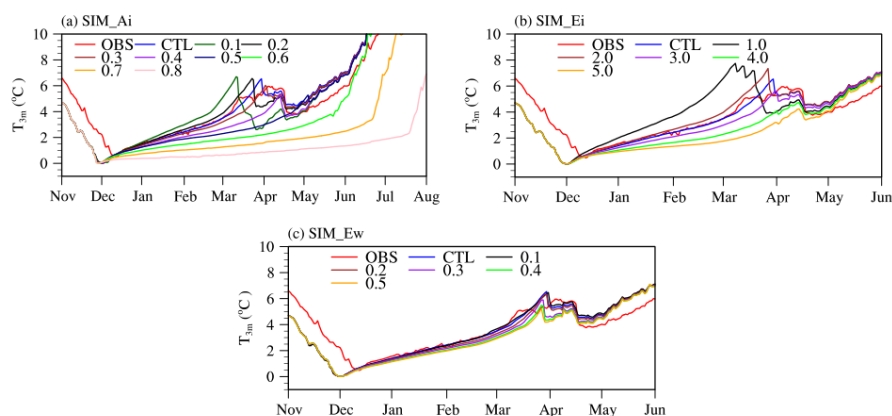 (a) SIM_Ai
10
8
6
4
2
0
T3m (°C)
OBS CTL 0.1 0.2
0.3 0.4 0.5 0.6
0.7 0.8
Nov Dec Jan Feb Mar Apr May Jun Jul Aug
(b) SIM_Ei
10
8
6
4
2
0
T3m (°C)
OBS CTL 1.0
2.0 3.0 4.0
5.0
Nov Dec Jan Feb Mar Apr May Jun
(c) SIM_Ew
10
8
6
4
2
0
T3m (°C)
OBS CTL 0.1
0.2 0.3 0.4
0.5
Nov Dec Jan Feb Mar Apr May Jun